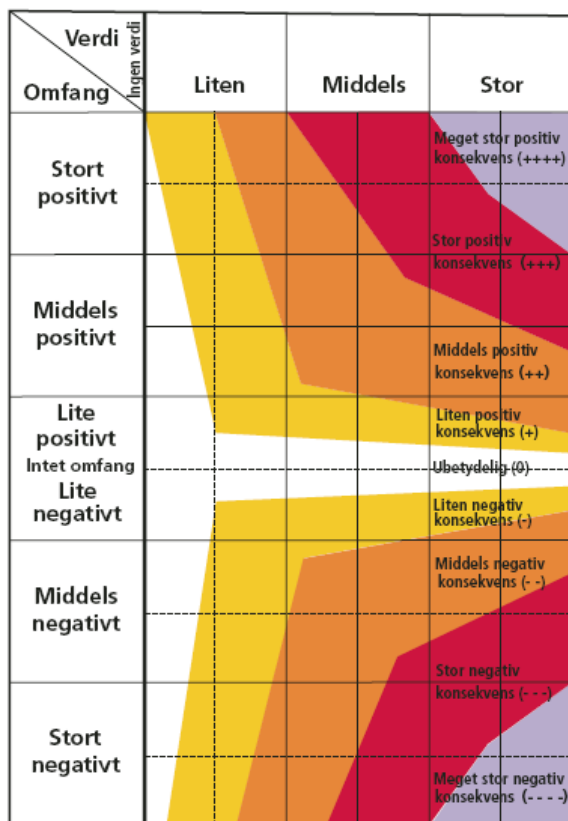 Verdi
Omfang
Ingen verdi
Liten
Middels
Stor
Stort
positivt
Meget stor positiv
konsekvens (++++)
Stor positiv
konsekvens (+++)
Middels
positivt
Middels positiv
konsekvens (++)
Lite
positivt
Liten positiv
konsekvens (+)
Intet omfang
Ubetydelig (0)
Lite
negativt
Liten negativ
konsekvens (-)
Middels
negativt
Middels negativ
konsekvens (- -)
Stor negativ
konsekvens (- - -)
Stort
negativt
Meget stor negativ
konsekvens (- - - -)